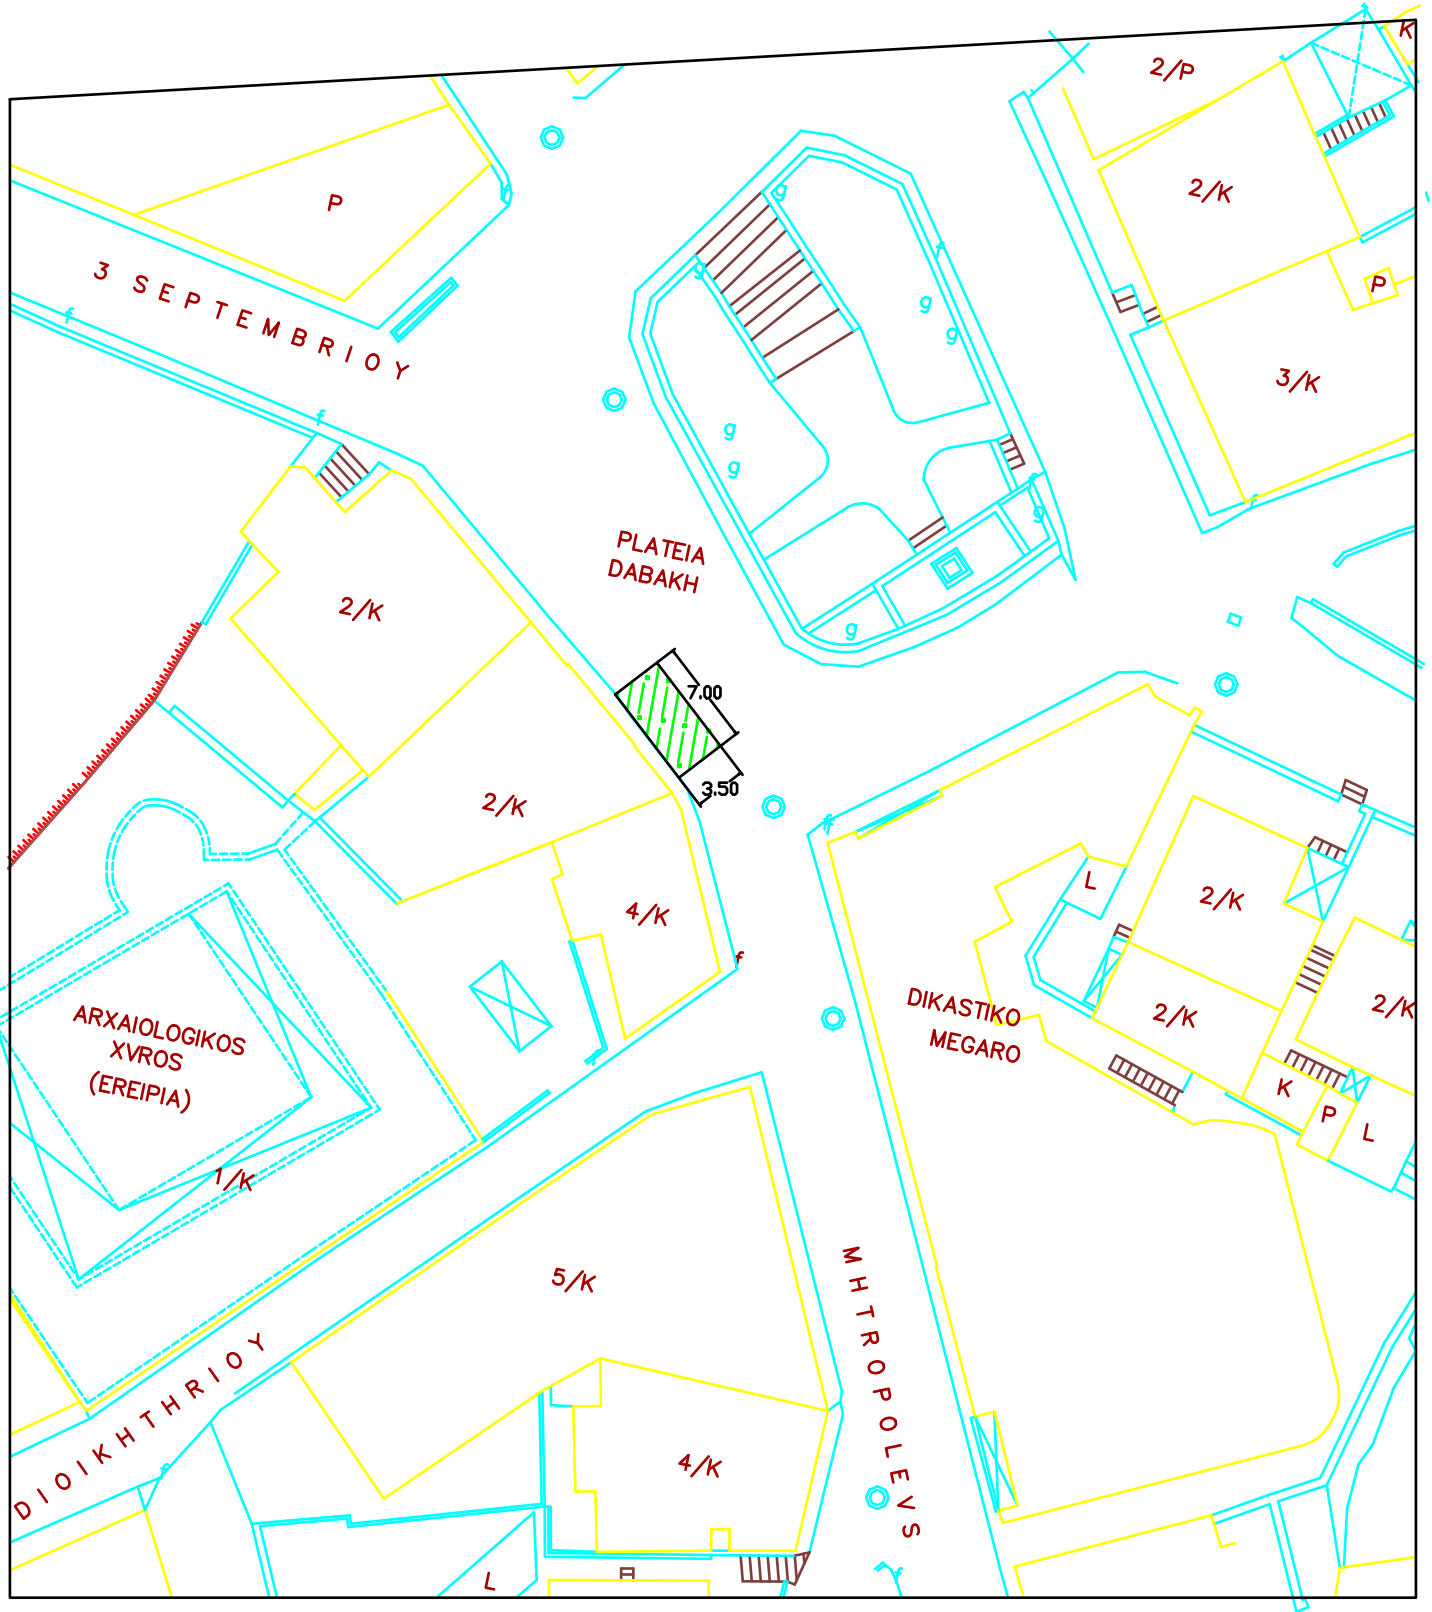 K
2/P
2/K
P
P
3 SEPTEMBRIOY
f
f
f
g
g
g
g
3/K
f
g
g
f
f
g
PLATEIA
DABAKH
2/K
g
7.00
3.50
2/K
f
L
2/K
4/K
f
DIKASTIKO
MEGARO
2/K
2/K
ARXAIOLOGIKOS
XVROS
(EREIPIA)
f
K
P
L
1/K
5/K
MHTROPOLEVS
DIOIKHTHRIOY
4/K
f
L
f